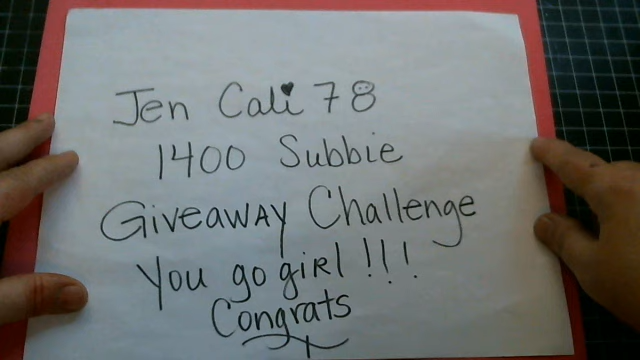 Jen Cali 78
1400 Subbie
Giveaway Challenge
You go girl!!!
Congrats